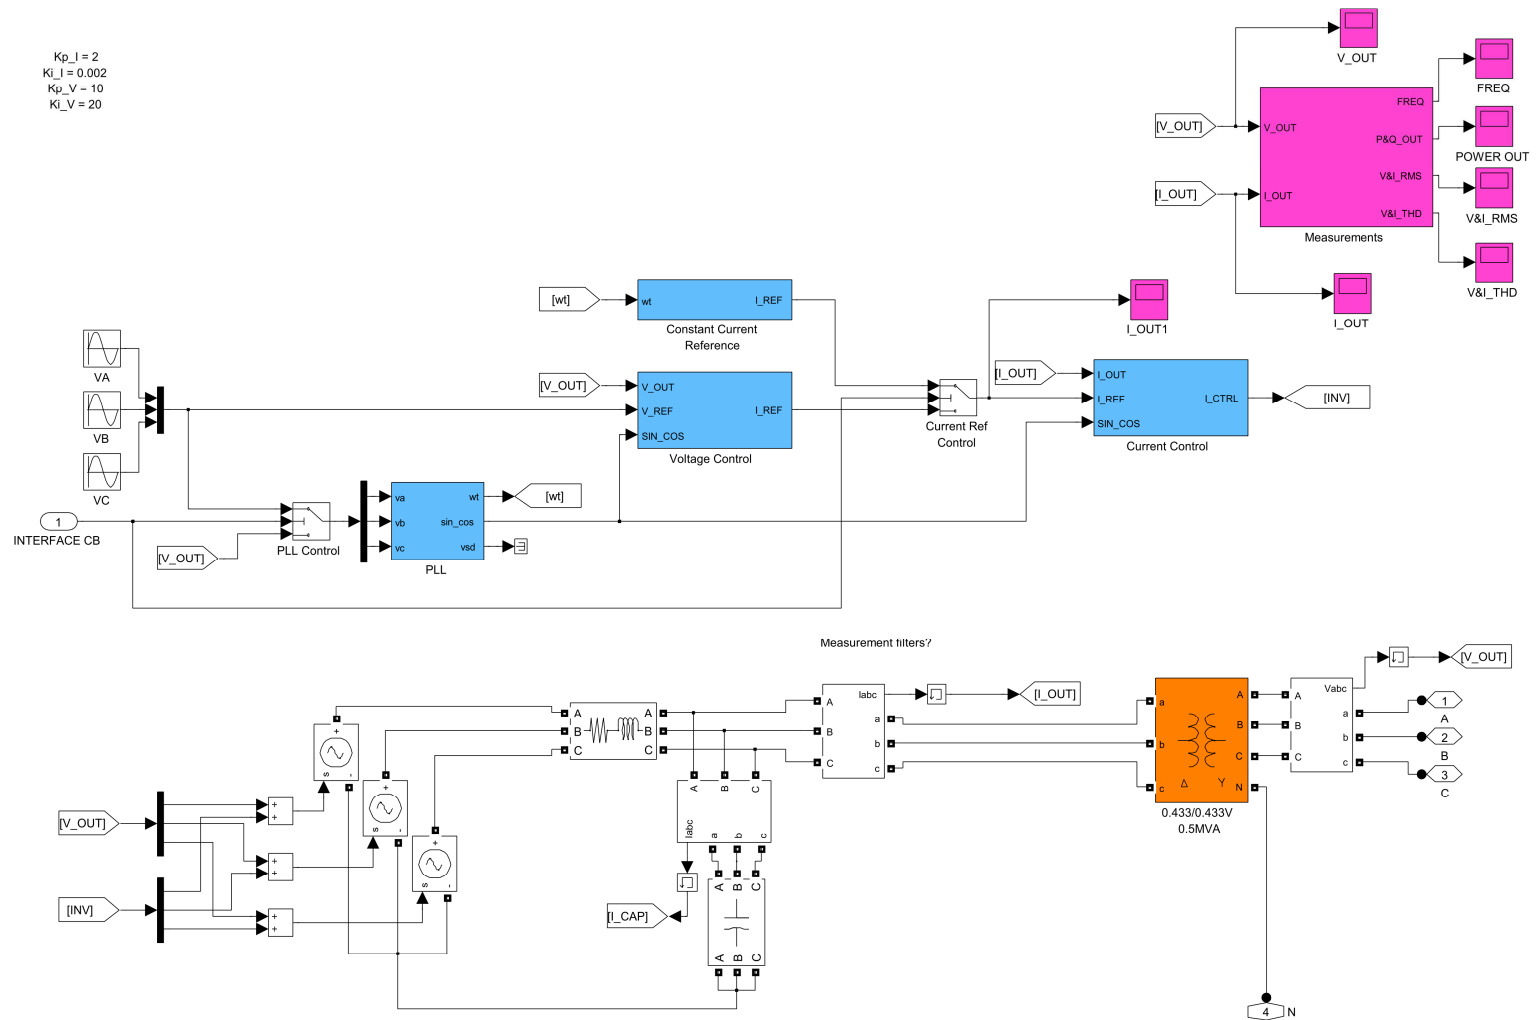 Kp_I = 2
Ki_I = 0.002
Kp_V = 10
Ki_V = 20
V_OUT
FREQ
[V_OUT]
V_OUT
FREQ
P&Q_OUT
POWER OUT
V&I_RMS
[I_OUT]
I_OUT
V&I_THD
V&I_RMS
Measurements
V&I_THD
I_OUT
[wt]
wt
I_REF
Constant Current
Reference
I_OUT1
VA
[V_OUT]
V_OUT
V_REF
I_REF
SIN_COS
Voltage Control
VB
VC
Current Ref
Control
[I_OUT]
I_OUT
I_REF
I_CTRL
SIN_COS
Current Control
[INV]
1
INTERFACE CB
[V_OUT]
PLL Control
va
wt
vb
sin_cos
vc
vsd
PLL
[wt]
Measurement filters?
[V_OUT]
[INV]
+
+
+
+
+
+
+
s
-
+
s
-
+
s
-
A
B
C
A
B
C
A
B
C
Iabc
a
b
c
[I_CAP]
A
B
C
A
B
C
A
B
C
Iabc
a
b
c
[I_OUT]
a
b
c
A
B
C
N
Δ
Y
0.433/0.433V
0.5MVA
A
B
C
Vabc
a
b
c
[V_OUT]
1
A
2
B
3
C
4
N